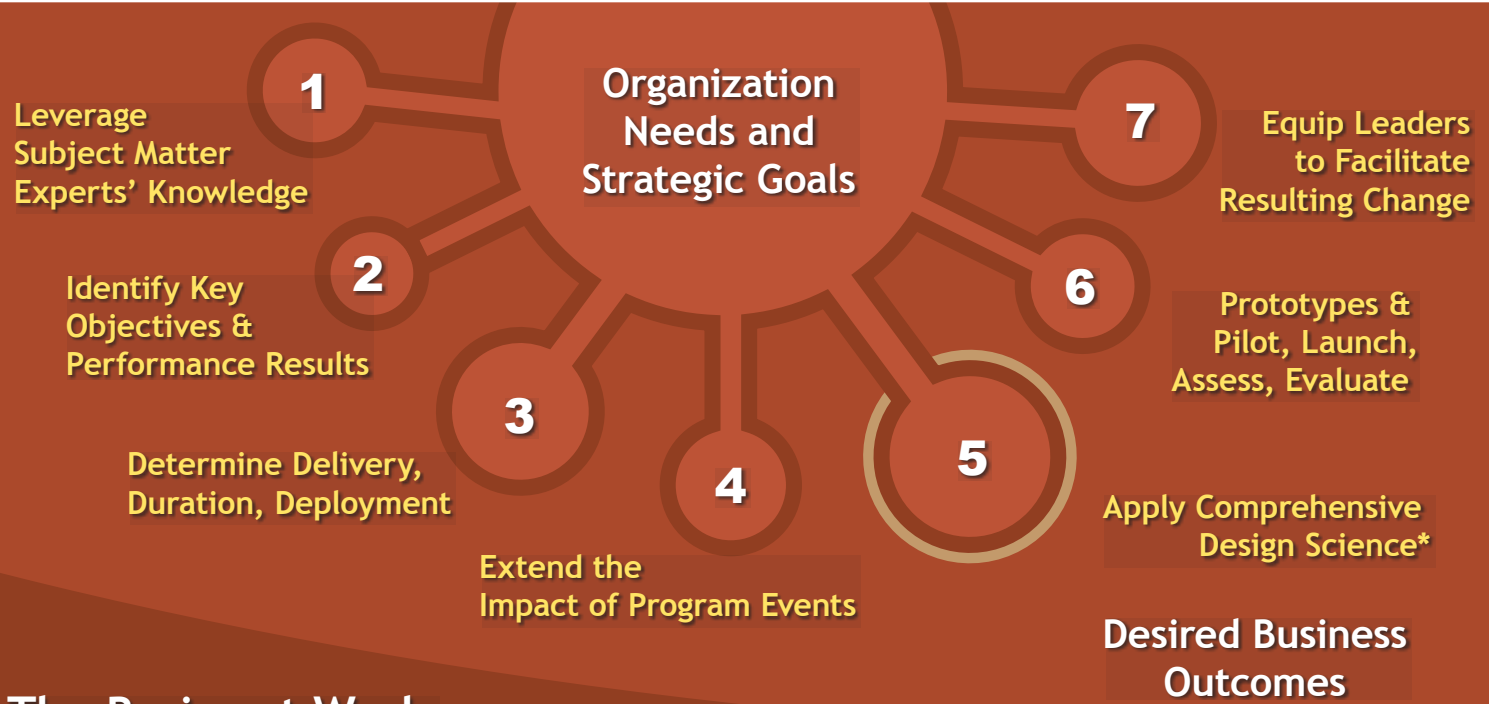 Organization
Needs and
Strategic Goals
1
Leverage
Subject Matter
Experts’ Knowledge
2
Identify Key
Objectives &
Performance Results
3
Determine Delivery,
Duration, Deployment
4
Extend the
Impact of Program Events
5
Apply Comprehensive
Design Science*
6
Prototypes &
Pilot, Launch,
Assess, Evaluate
7
Equip Leaders
to Facilitate
Resulting Change
Desired Business
Outcomes